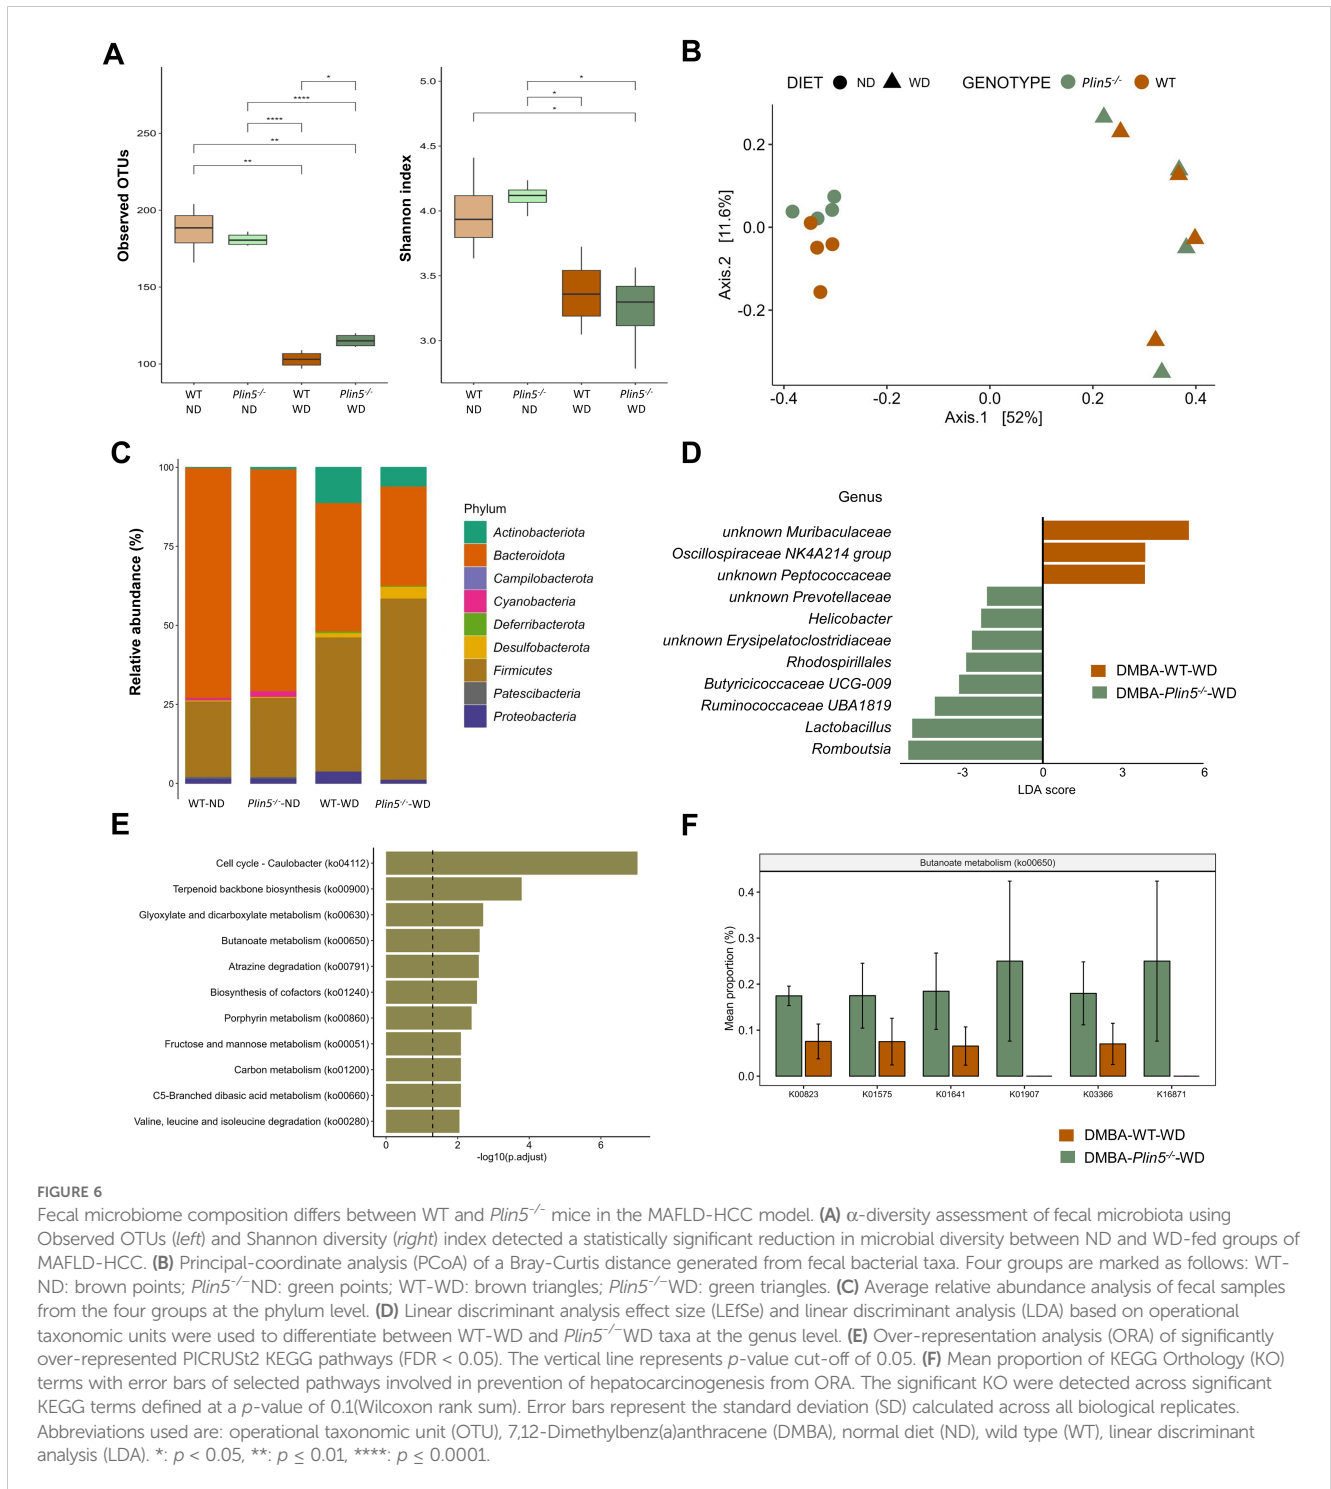 A
Observed OTUs
250
200
150
100
*
****
****
**
**
WT
ND
Plin5-/-
ND
WT
WD
Plin5-/-
WD
Shannon index
5.0
4.5
4.0
3.5
3.0
*
*
*
WT
ND
Plin5-/-
ND
WT
WD
Plin5-/-
WD
B
DIET ND WD GENOTYPE Plin5-/- WT
Axis.2 [11.6%]
0.2
0.0
-0.2
-0.4 -0.2 0.0 0.2 0.4
Axis.1 [52%]
C
Relative abundance (%)
100
75
50
25
0
WT-ND Plin5-/--ND WT-WD Plin5-/--WD
Phylum
Actinobacteriota
Bacteroidota
Campilobacterota
Cyanobacteria
Deferribacterota
Desulfobacterota
Firmicutes
Patescibacteria
Proteobacteria
D
Genus
unknown Muribaculaceae
Oscillospiraceae NK4A214 group
unknown Peptococcaceae
unknown Prevotellaceae
Helicobacter
unknown Erysipelatoclostridiaceae
Rhodospirillales
Butyricicoccaceae UCG-009
Ruminococcaceae UBA1819
Lactobacillus
Romboutsia
-3 0 3 6
LDA score
DMBA-WT-WD
DMBA-Plin5-/--WD
E
Cell cycle - Caulobacter (ko04112)
Terpenoid backbone biosynthesis (ko00900)
Glyoxylate and dicarboxylate metabolism (ko00630)
Butanoate metabolism (ko00650)
Atrazine degradation (ko00791)
Biosynthesis of cofactors (ko01240)
Porphyrin metabolism (ko00860)
Fructose and mannose metabolism (ko00051)
Carbon metabolism (ko01200)
C5-Branched dibasic acid metabolism (ko00660)
Valine, leucine and isoleucine degradation (ko00280)
0 2 4 6
-log10(p.adjust)
F
Butanoate metabolism (ko00650)
Mean proportion (%)
0.4
0.3
0.2
0.1
0.0
K00823 K01575 K01641 K01907 K03366 K16871
DMBA-WT-WD
DMBA-Plin5-/--WD
FIGURE 6
Fecal microbiome composition differs between WT and Plin5-/- mice in the MAFLD-HCC model. (A) α-diversity assessment of fecal microbiota using
Observed OTUs (left) and Shannon diversity (right) index detected a statistically significant reduction in microbial diversity between ND and WD-fed groups of
MAFLD-HCC. (B) Principal-coordinate analysis (PCoA) of a Bray-Curtis distance generated from fecal bacterial taxa. Four groups are marked as follows: WT-
ND: brown points; Plin5-/-ND: green points; WT-WD: brown triangles; Plin5-/-WD: green triangles. (C) Average relative abundance analysis of fecal samples
from the four groups at the phylum level. (D) Linear discriminant analysis effect size (LEfSe) and linear discriminant analysis (LDA) based on operational
taxonomic units were used to differentiate between WT-WD and Plin5-/-WD taxa at the genus level. (E) Over-representation analysis (ORA) of significantly
over-represented PICRUSt2 KEGG pathways (FDR < 0.05). The vertical line represents p-value cut-off of 0.05. (F) Mean proportion of KEGG Orthology (KO)
terms with error bars of selected pathways involved in prevention of hepatocarcinogenesis from ORA. The significant KO were detected across significant
KEGG terms defined at a p-value of 0.1(Wilcoxon rank sum). Error bars represent the standard deviation (SD) calculated across all biological replicates.
Abbreviations used are: operational taxonomic unit (OTU), 7,12-Dimethylbenz(a)anthracene (DMBA), normal diet (ND), wild type (WT), linear discriminant
analysis (LDA). *: p < 0.05, **: p ≤ 0.01, ****: p ≤ 0.0001.